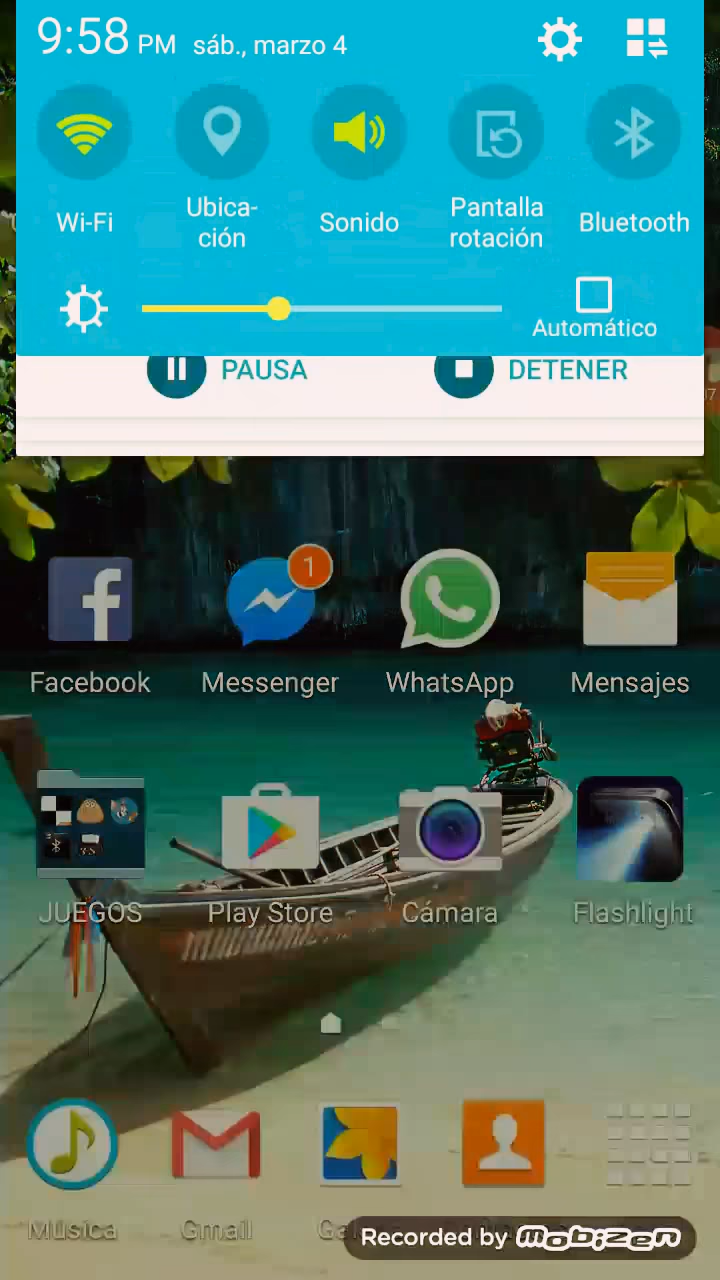 9:58 PM sáb., marzo 4
Wi-Fi
Ubica-
ción
Sonido
Pantalla
rotación
Bluetooth
Automático
PAUSA
DETENER
1
Facebook
Messenger
WhatsApp
Mensajes
JUEGOS
Play Store
Cámara
Flashlight
Música
Gmail
Recorded by mobizen